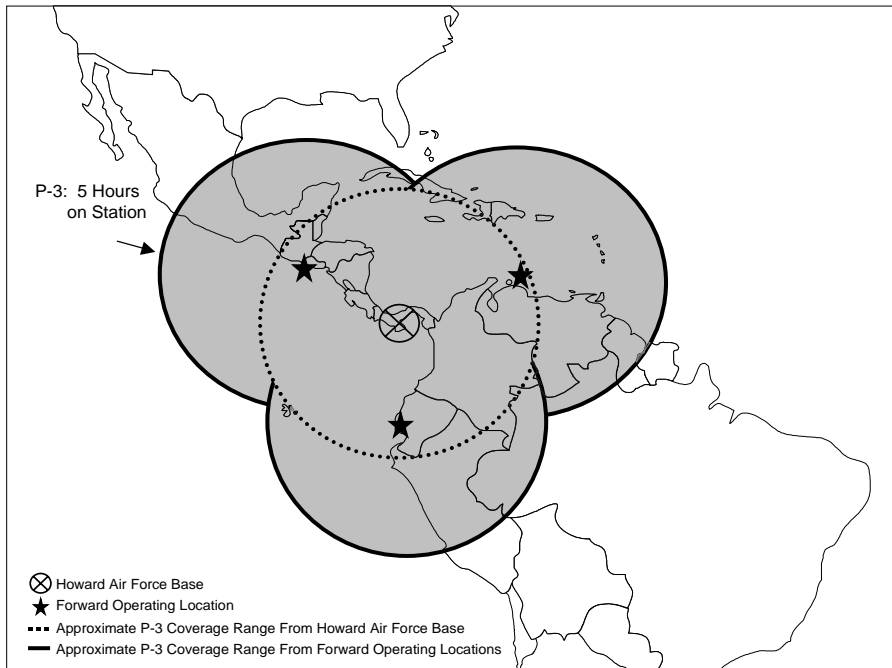 P-3: 5 Hours
on Station
Howard Air Force Base
Forward Operating Location
Approximate P-3 Coverage Range From Howard Air Force Base
Approximate P-3 Coverage Range From Forward Operating Locations